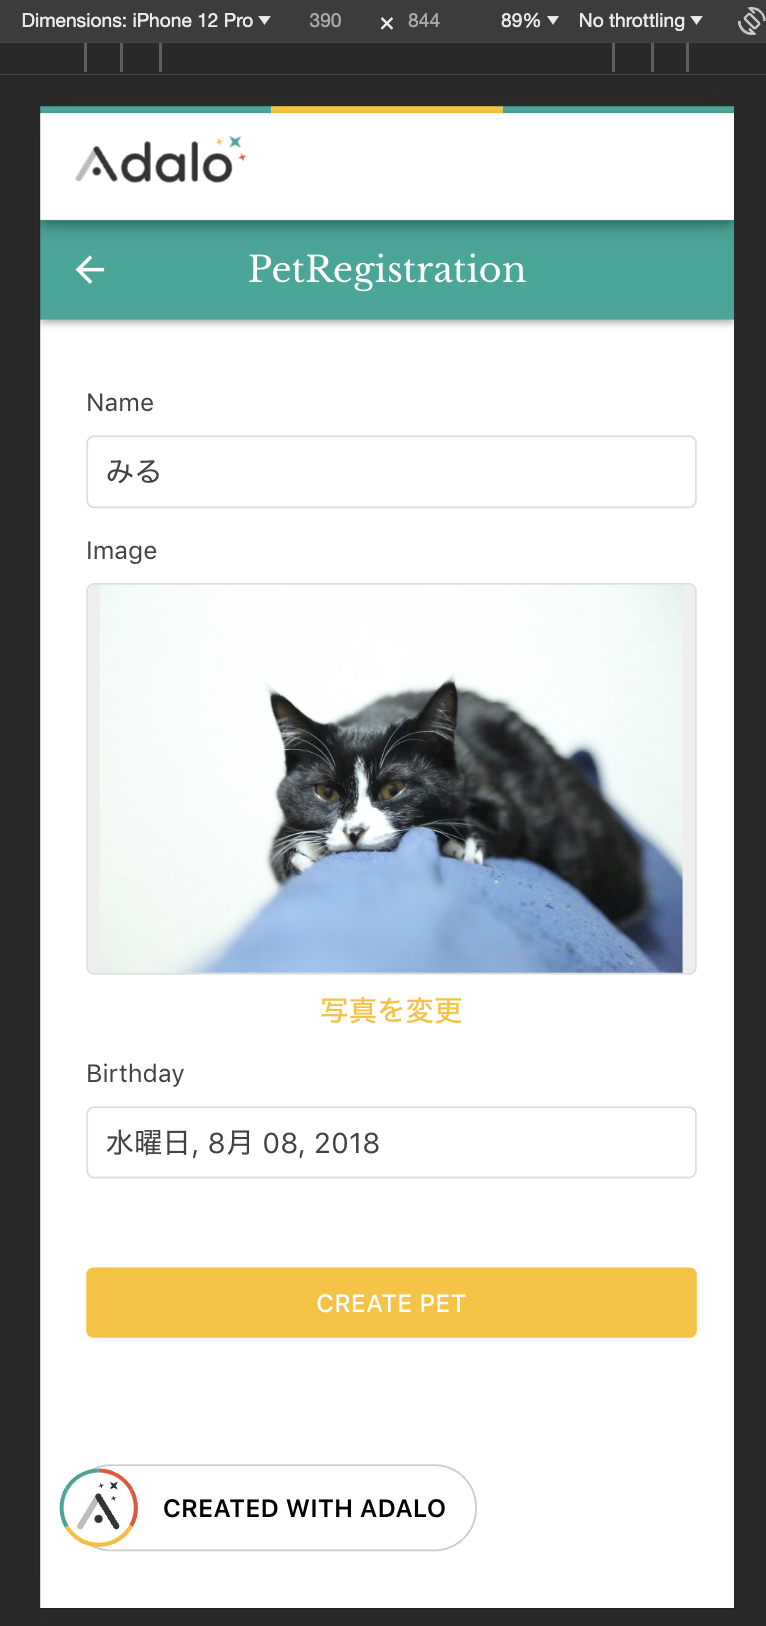 Dimensions: iPhone 12 Pro ▼ 390 × 844 89% ▼ No throttling ▼
Adalo
PetRegistration
Name
みる
Image
写真を変更
Birthday
水曜日, 8月 08, 2018
CREATE PET
CREATED WITH ADALO